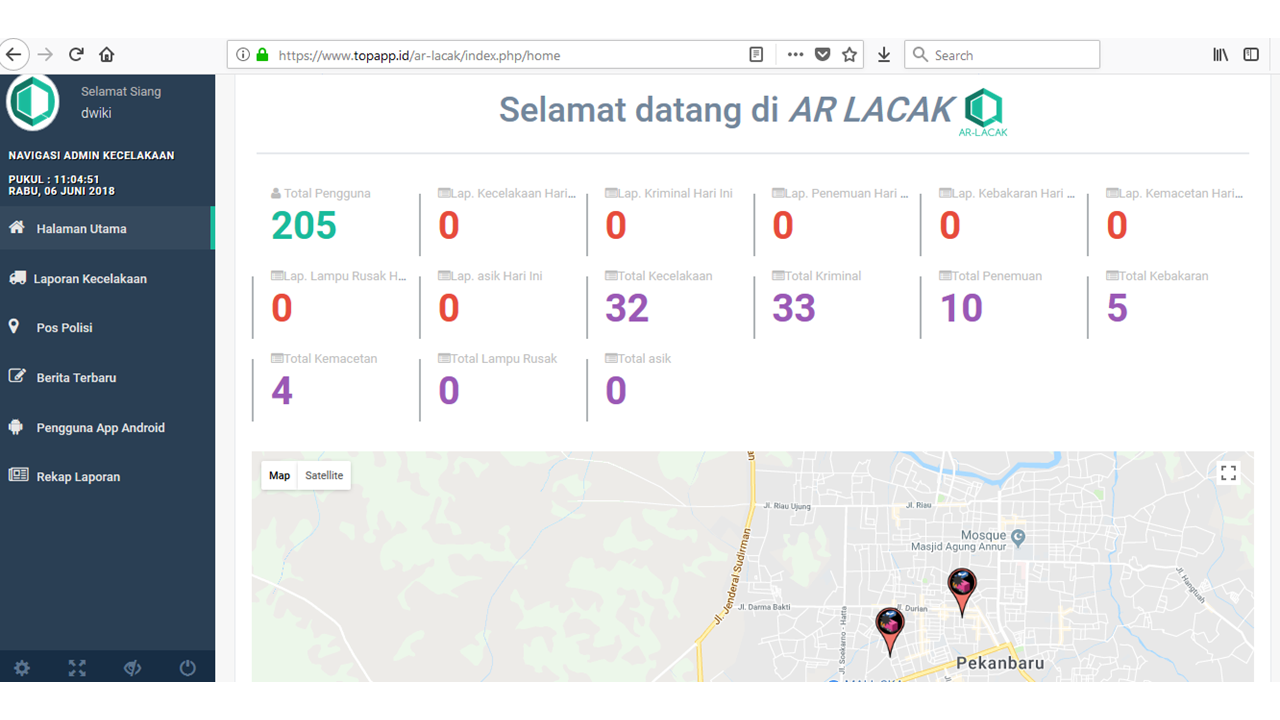 https://www.topapp.id/ar-lacak/index.php/home
Search
Selamat Siang
dwiki
NAVIGASI ADMIN KECELAKAAN
PUKUL : 11:04:51
RABU, 06 JUNI 2018
Halaman Utama
Laporan Kecelakaan
Pos Polisi
Berita Terbaru
Pengguna App Android
Rekap Laporan
Selamat datang di AR LACAK
AR-LACAK
Total Pengguna
205
Lap. Kecelakaan Hari...
0
Lap. Kriminal Hari Ini
0
Lap. Penemuan Hari ...
0
Lap. Kebakaran Hari ...
0
Lap. Kemacetan Hari...
0
Lap. Lampu Rusak H...
0
Lap. asik Hari Ini
0
Total Kecelakaan
32
Total Kriminal
33
Total Penemuan
10
Total Kebakaran
5
Total Kemacetan
4
Total Lampu Rusak
0
Total asik
0
Map
Satellite
Jl. Riau Ujung
Jl. Riau
Mosque
Masjid Agung Annur
Jl. Jenderal Sudirman
Jl. Hangtuah
Jl. Darma Bakti
Jl. Durian
Jl. Soekarno - Hatta
Pekanbaru